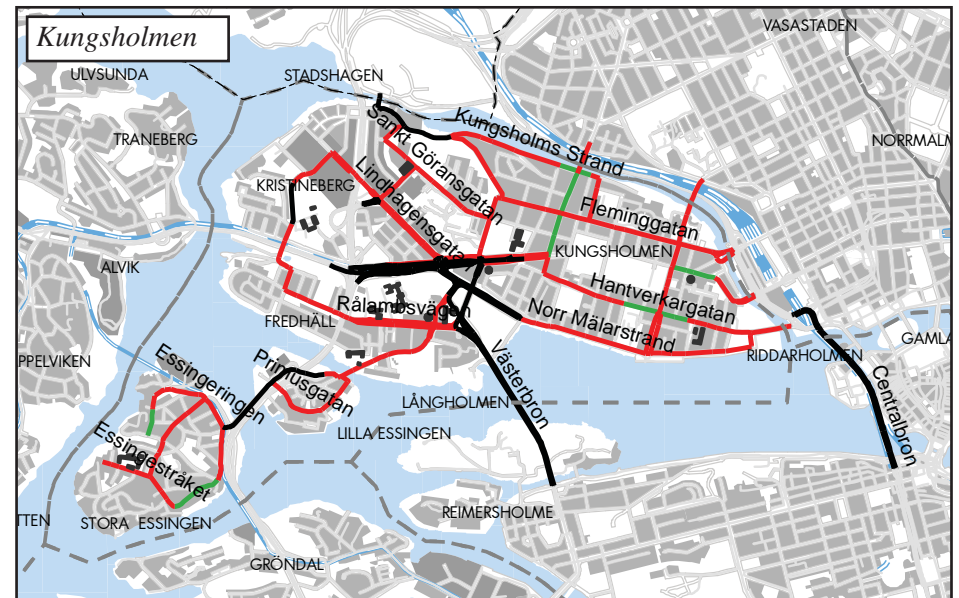 Kungsholmen
VASASTADEN
ULVSUNDA
STADSHAGEN
TRANEBERG
Kungsholms Strand
NORRMALM
Sankt Göransgatan
KRISTINEBERG
Lindhagensgatan
Fleminggatan
KUNGSHOLMEN
ALVIK
Hantverkargatan
Rålambsvägen
Norr Mälarstrand
FREDHÄLL
GAMLA
RIDDARHOLMEN
PPELVIKEN
Essingeringen
Primusgatan
Västerbron
Centralbron
LÅNGHOLMEN
LILLA ESSINGEN
Essingestråket
REIMERSHOLME
TTEN
STORA ESSINGEN
GRÖNDAL